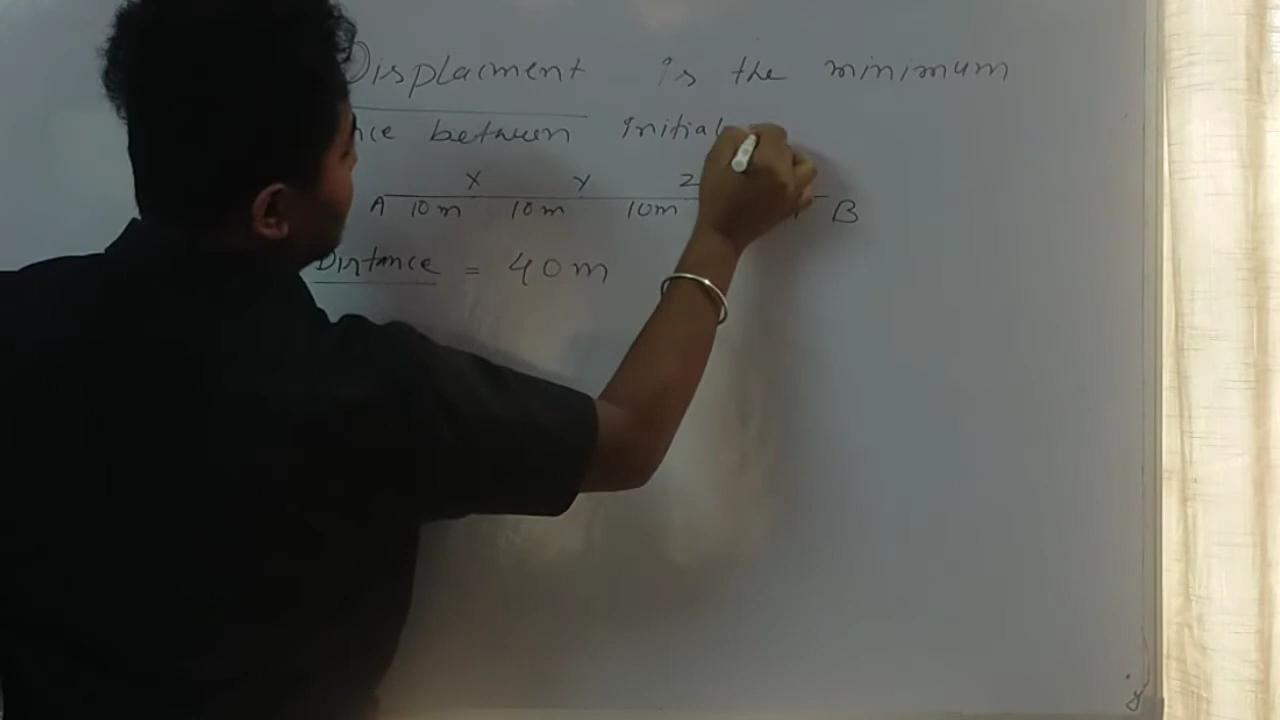 Displacment is the minimum
nce between initial
X Y Z
A 10m 10m 10m B
Distance = 40m